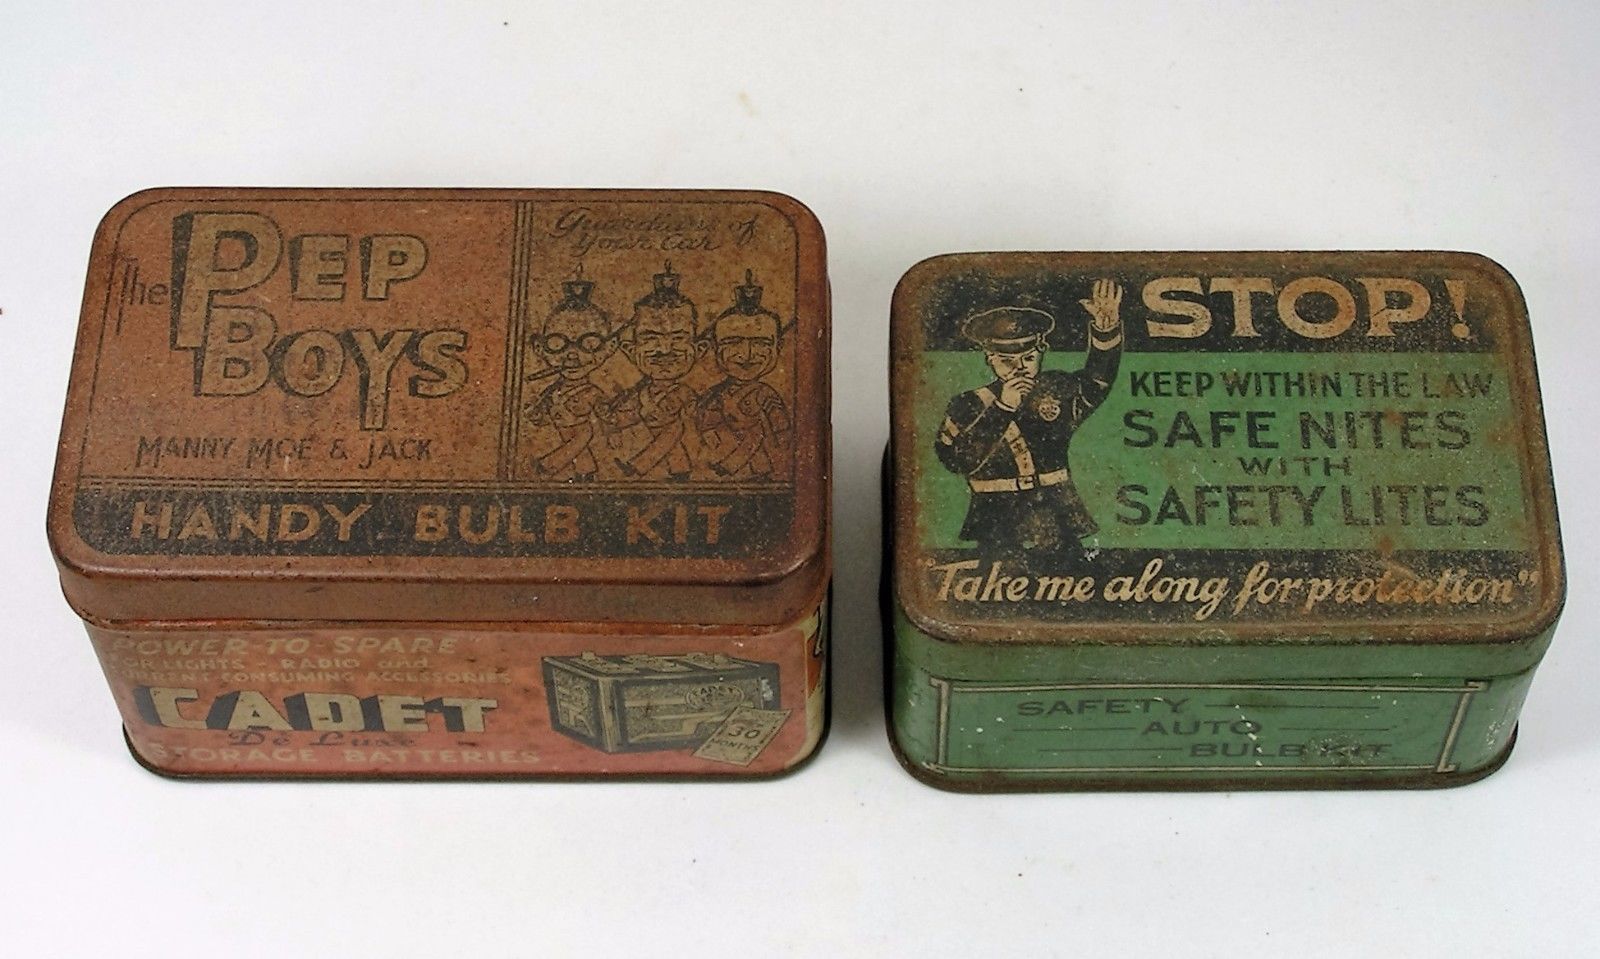 The PEP BOYS
MANNY MOE & JACK
Guardians of
your Car
HANDY BULB KIT
"POWER-TO-SPARE"
FOR LIGHTS - RADIO and
CURRENT-CONSUMING ACCESSORIES
CADET
De Luxe
STORAGE BATTERIES
CADET
30
MONTHS
STOP!
KEEP WITHIN THE LAW
SAFE NITES
WITH
SAFETY LITES
"Take me along for protection"
SAFETY
AUTO
BULB KIT